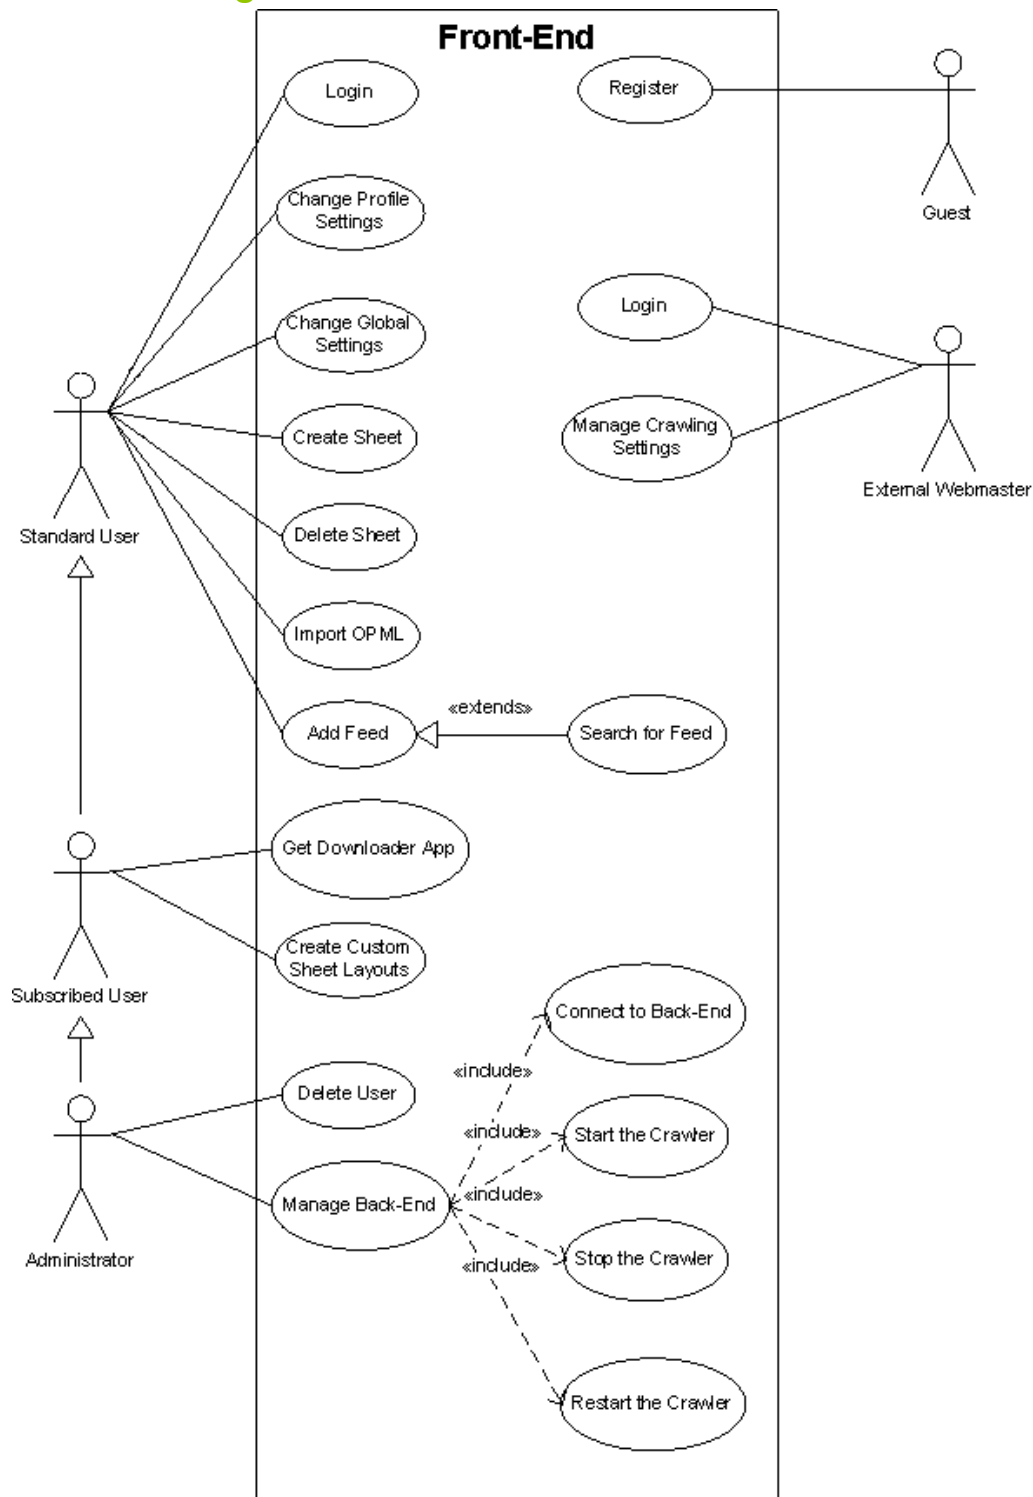 Front-End
Login
Register
Change Profile
Settings
Guest
Login
Change Global
Settings
Create Sheet
Manage Crawling
Settings
External Webmaster
Standard User
Delete Sheet
Import OPML
«extends»
Add Feed
Search for Feed
Get Downloader App
Create Custom
Sheet Layouts
Subscribed User
Connect to Back-End
«include»
Delete User
«include»
Start the Crawler
«include»
Manage Back-End
Administrator
«include»
Stop the Crawler
Restart the Crawler